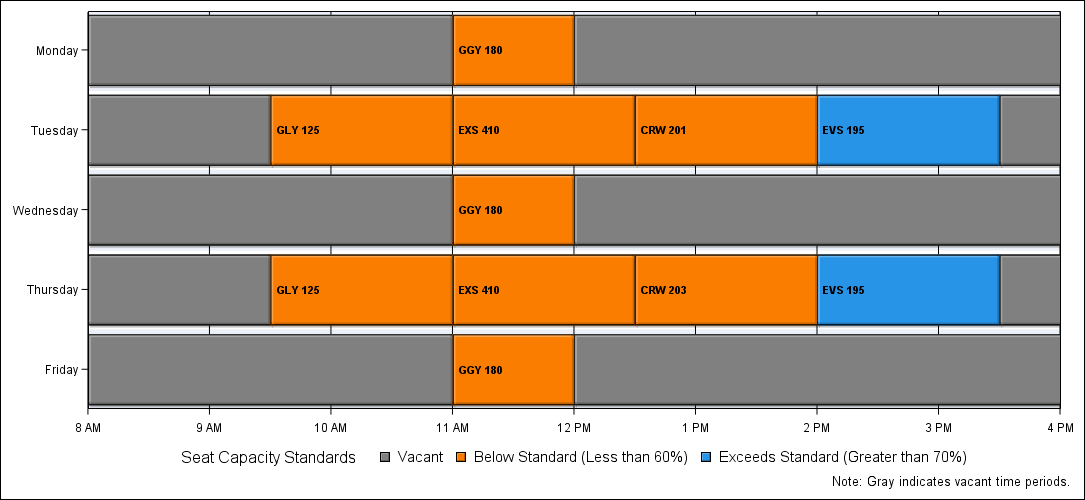 Monday
GGY 180
Tuesday
GLY 125 EXS 410 CRW 201 EVS 195
Wednesday
GGY 180
Thursday
GLY 125 EXS 410 CRW 203 EVS 195
Friday
GGY 180
8 AM 9 AM 10 AM 11 AM 12 PM 1 PM 2 PM 3 PM 4 PM
Seat Capacity Standards Vacant Below Standard (Less than 60%) Exceeds Standard (Greater than 70%)
Note: Gray indicates vacant time periods.